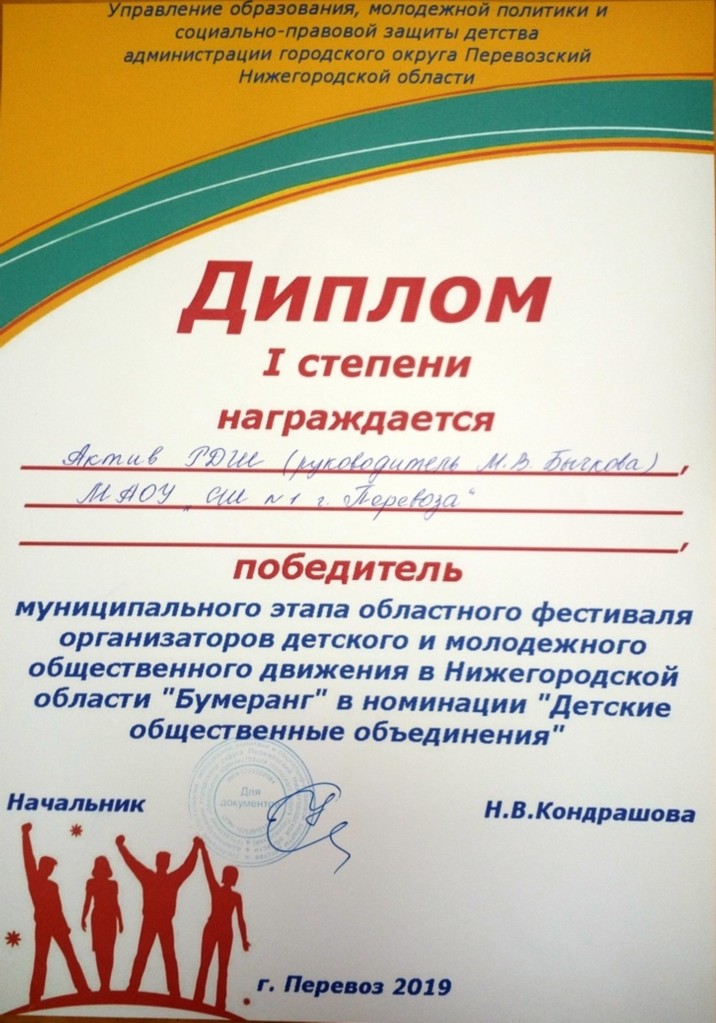 Управление образования, молодежной политики и
социально-правовой защиты детства
администрации городского округа Перевозский
Нижегородской области
Диплом
I степени
награждается
Актив РДШ (руководитель М.В. Бычкова),
МАОУ „СШ №1 г. Перевоза"
,
победитель
муниципального этапа областного фестиваля
организаторов детского и молодежного
общественного движения в Нижегородской
области "Бумеранг" в номинации "Детские
общественные объединения"
Для
документов
Начальник
Н.В.Кондрашова
г. Перевоз 2019